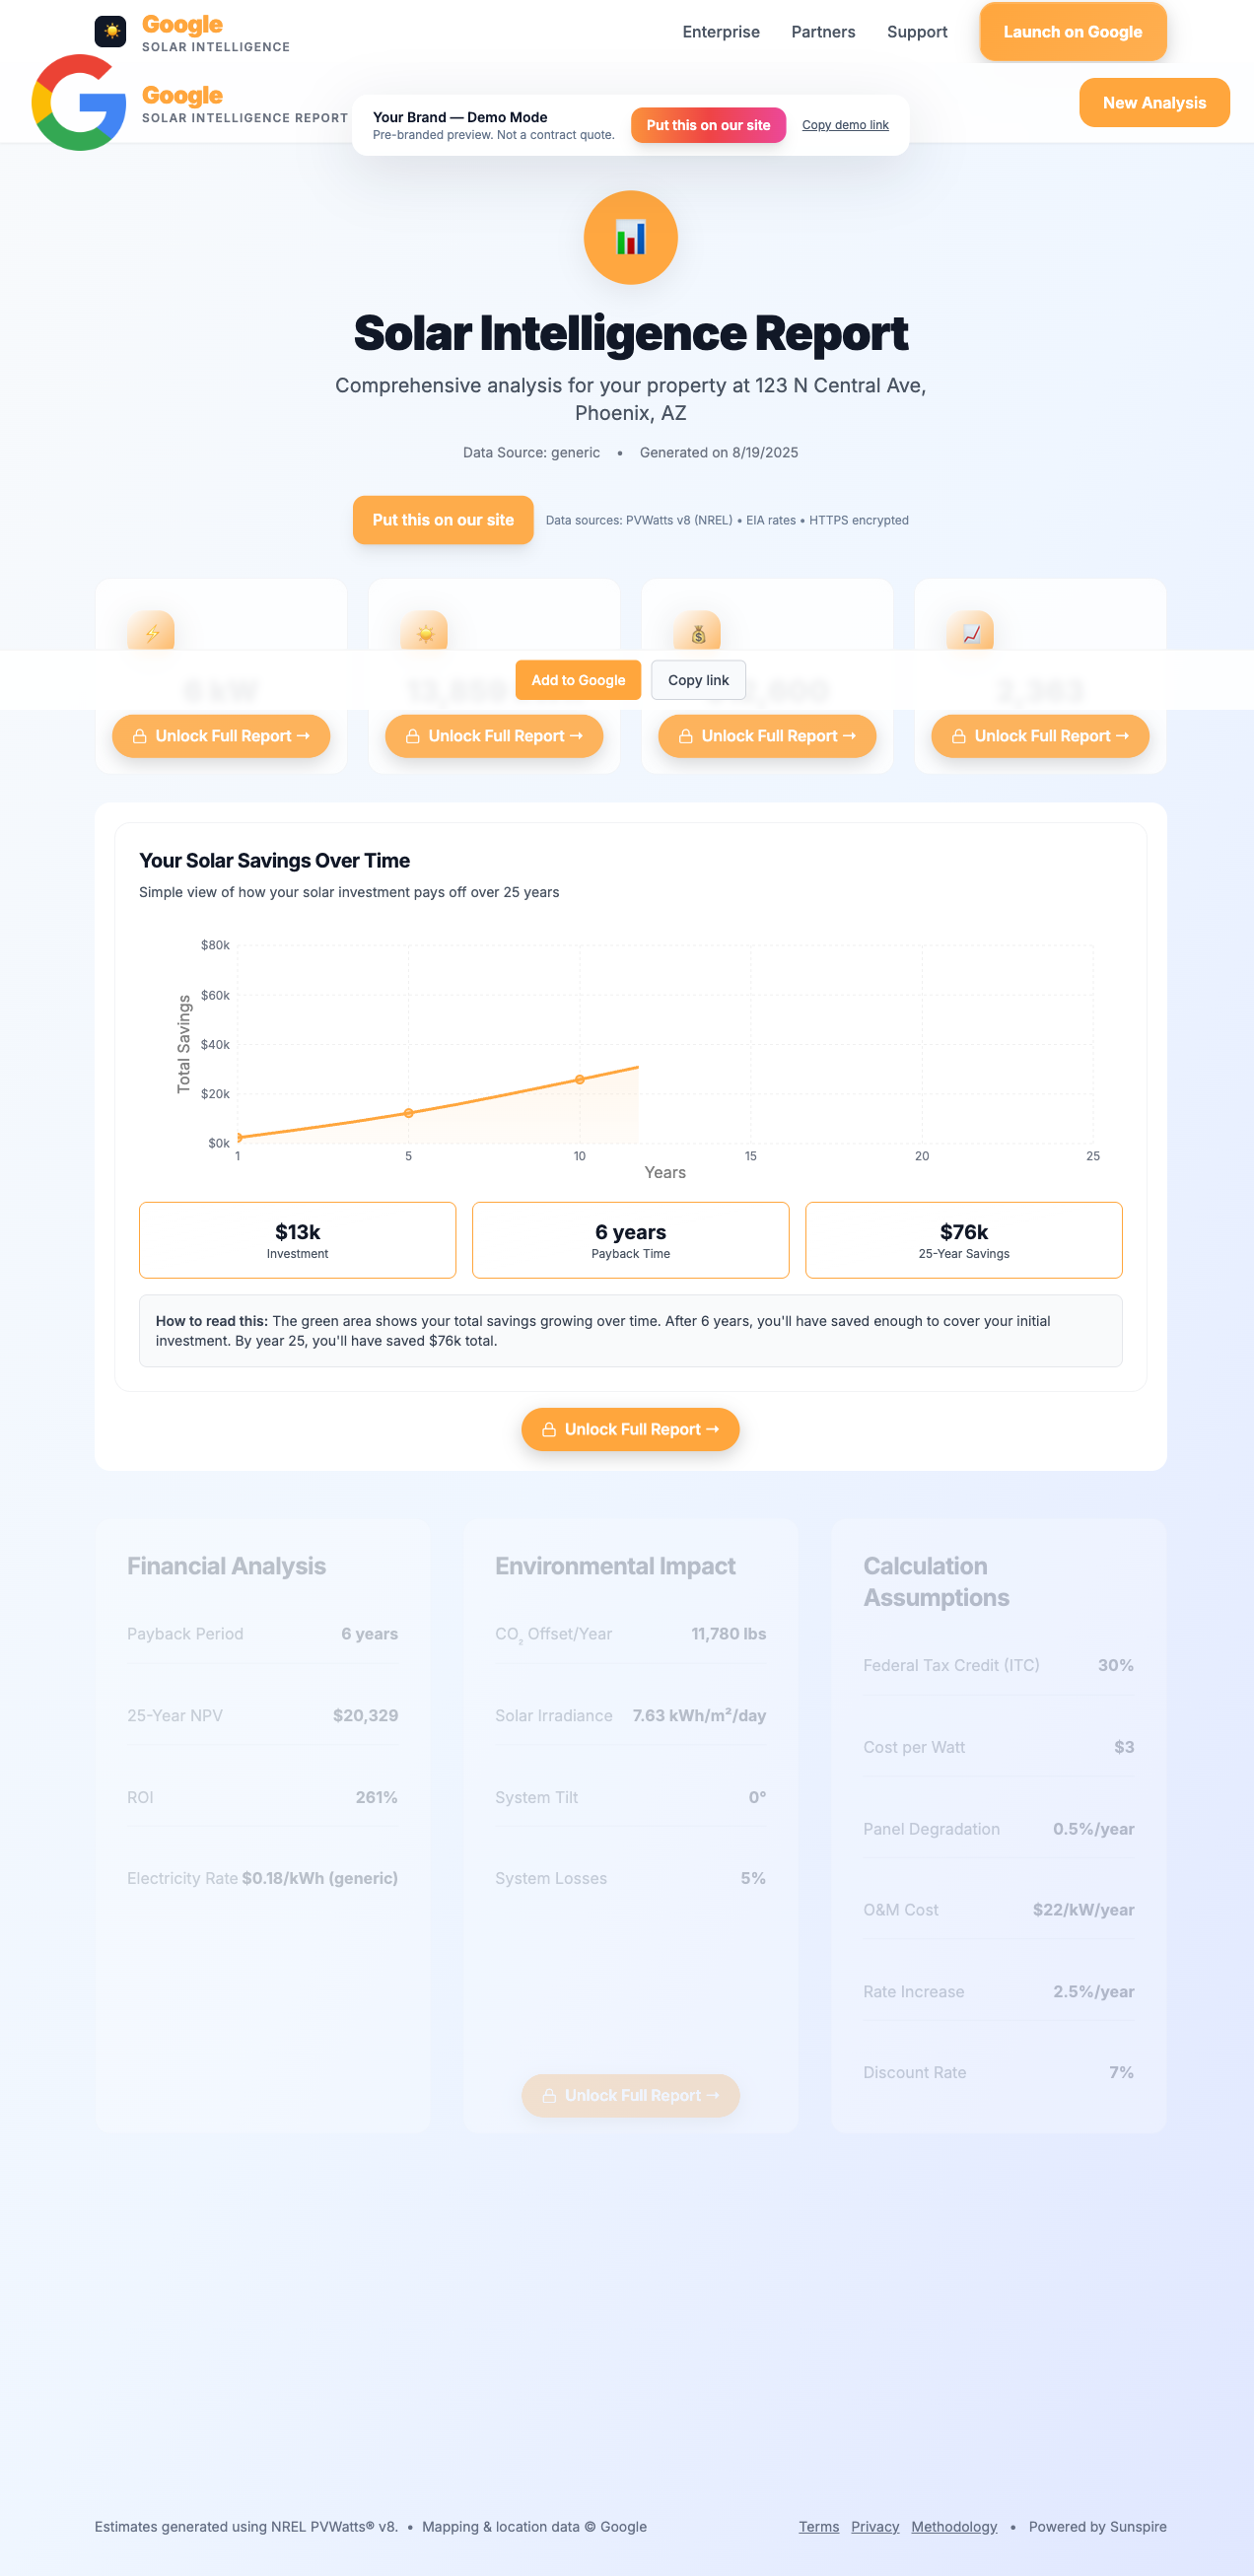 Google
SOLAR INTELLIGENCE
Enterprise
Partners
Support
Launch on Google
Google
SOLAR INTELLIGENCE REPORT
Your Brand — Demo Mode
Pre-branded preview. Not a contract quote.
Put this on our site
Copy demo link
New Analysis
Solar Intelligence Report
Comprehensive analysis for your property at 123 N Central Ave,
Phoenix, AZ
Data Source: generic • Generated on 8/19/2025
Put this on our site
Data sources: PVWatts v8 (NREL) • EIA rates • HTTPS encrypted
Add to Google
Copy link
Unlock Full Report →
Unlock Full Report →
Unlock Full Report →
Unlock Full Report →
Your Solar Savings Over Time
Simple view of how your solar investment pays off over 25 years
Total Savings
$80k
$60k
$40k
$20k
$0k
1 5 10 15 20 25
Years
$13k
Investment
6 years
Payback Time
$76k
25-Year Savings
How to read this: The green area shows your total savings growing over time. After 6 years, you'll have saved enough to cover your initial
investment. By year 25, you'll have saved $76k total.
Unlock Full Report →
Financial Analysis
Payback Period 6 years
25-Year NPV $20,329
ROI 261%
Electricity Rate $0.18/kWh (generic)
Environmental Impact
CO₂ Offset/Year 11,780 lbs
Solar Irradiance 7.63 kWh/m²/day
System Tilt 0°
System Losses 5%
Unlock Full Report →
Calculation
Assumptions
Federal Tax Credit (ITC) 30%
Cost per Watt $3
Panel Degradation 0.5%/year
O&M Cost $22/kW/year
Rate Increase 2.5%/year
Discount Rate 7%
Estimates generated using NREL PVWatts® v8. • Mapping & location data © Google
Terms Privacy Methodology • Powered by Sunspire